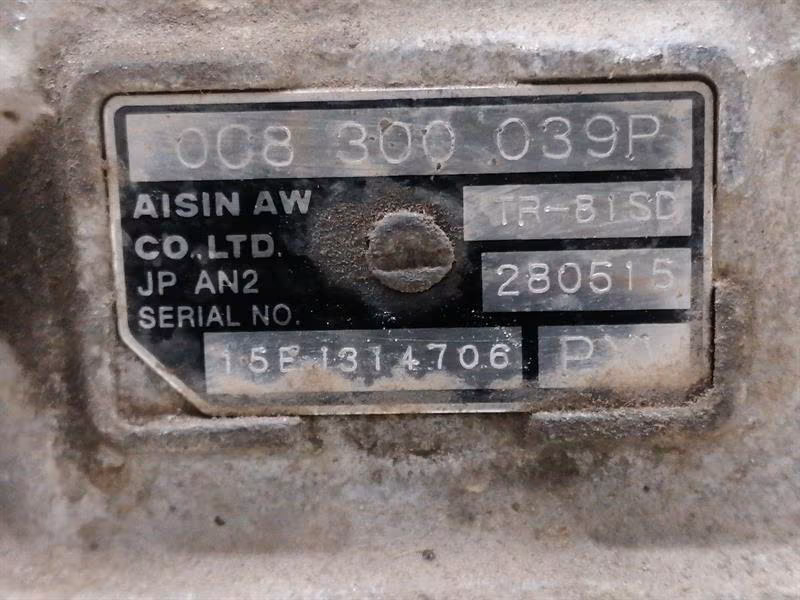 0C8 300 039P
AISIN AW
CO., LTD.
JP AN2
SERIAL NO.
TR-81SD
280515
15E1314706